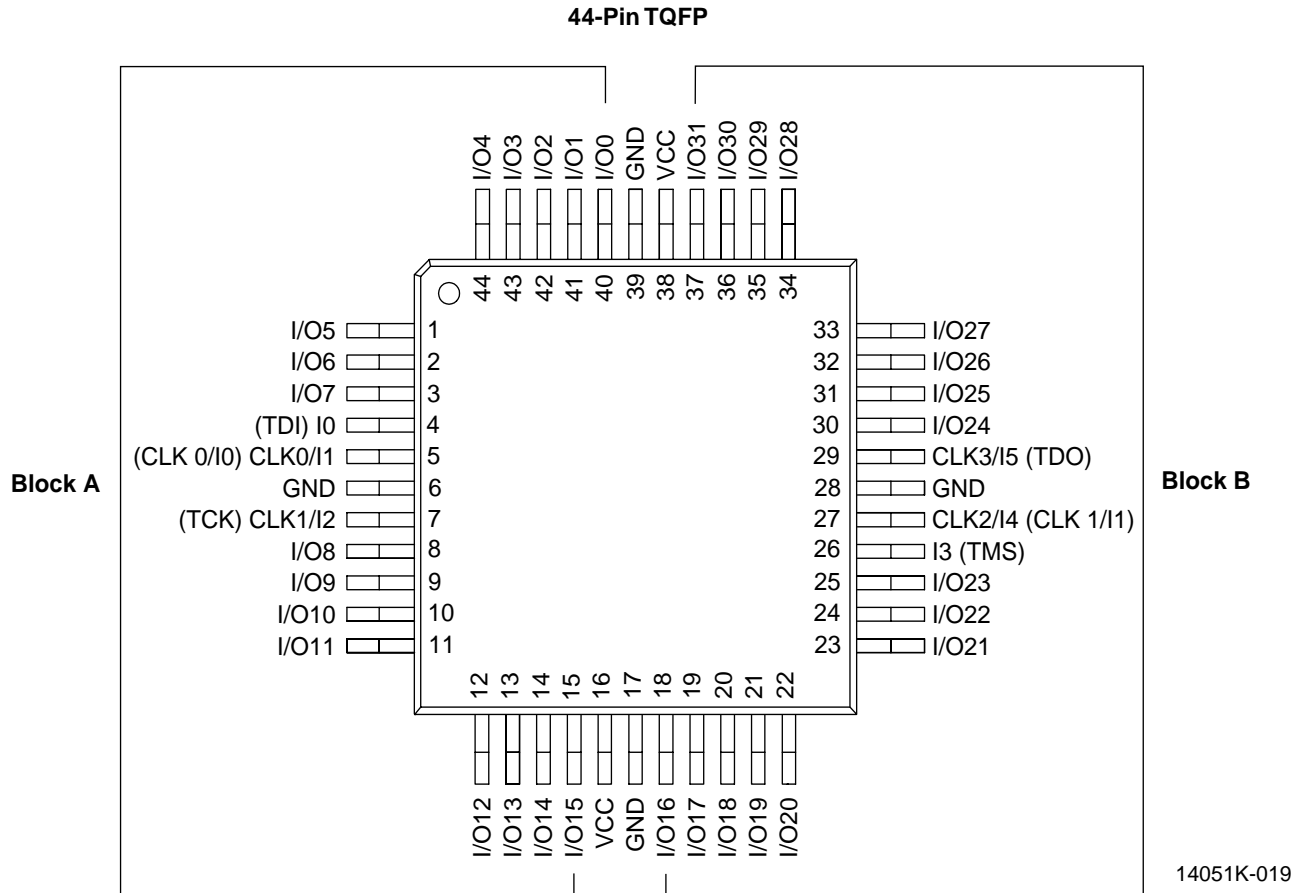 44-Pin TQFP
I/O4
I/O3
I/O2
I/O1
I/O0
GND
VCC
I/O31
I/O30
I/O29
I/O28
44
43
42
41
40
39
38
37
36
35
34
I/O5 1
I/O6 2
I/O7 3
(TDI) I0 4
(CLK 0/I0) CLK0/I1 5
GND 6
(TCK) CLK1/I2 7
I/O8 8
I/O9 9
I/O10 10
I/O11 11
Block A
33 I/O27
32 I/O26
31 I/O25
30 I/O24
29 CLK3/I5 (TDO)
28 GND
27 CLK2/I4 (CLK 1/I1)
26 I3 (TMS)
25 I/O23
24 I/O22
23 I/O21
Block B
12
13
14
15
16
17
18
19
20
21
22
I/O12
I/O13
I/O14
I/O15
VCC
GND
I/O16
I/O17
I/O18
I/O19
I/O20
14051K-019